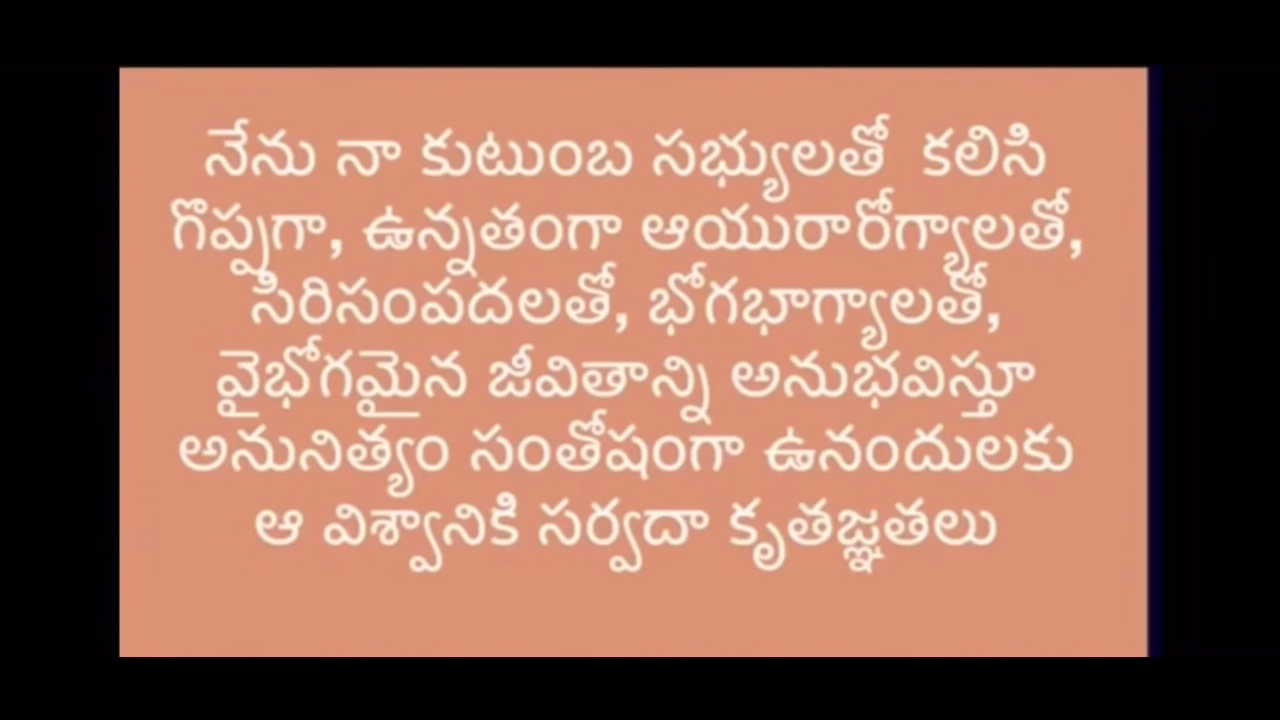 నేను నా కుటుంబ సభ్యులతో కలిసి
గొప్పగా, ఉన్నతంగా ఆయురారోగ్యాలతో,
సిరిసంపదలతో, భోగభాగ్యాలతో,
వైభోగమైన జీవితాన్ని అనుభవిస్తూ
అనునిత్యం సంతోషంగా ఉనందులకు
ఆ విశ్వానికి సర్వదా కృతజ్ఞతలు